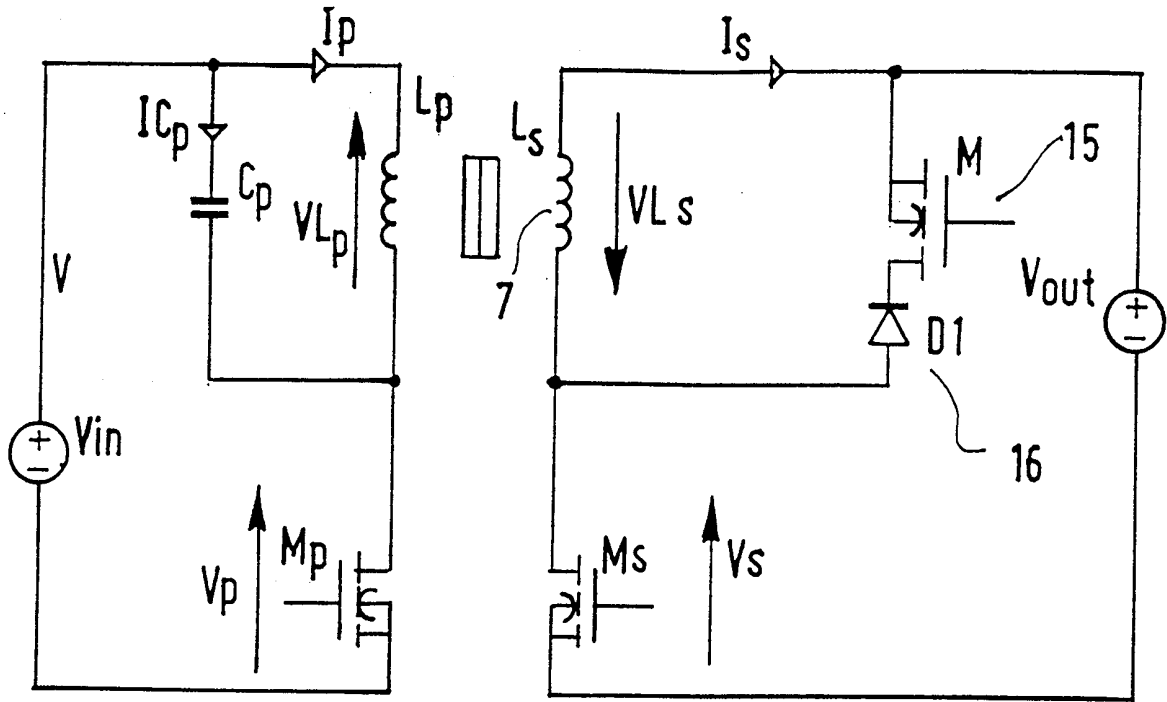 Ip
Is
ICp
Cp
Lp
VLp
Ls
VLs
7
M
15
V
Vin
Vout
+
−
+
−
D1
16
Vp
Mp
Ms
Vs